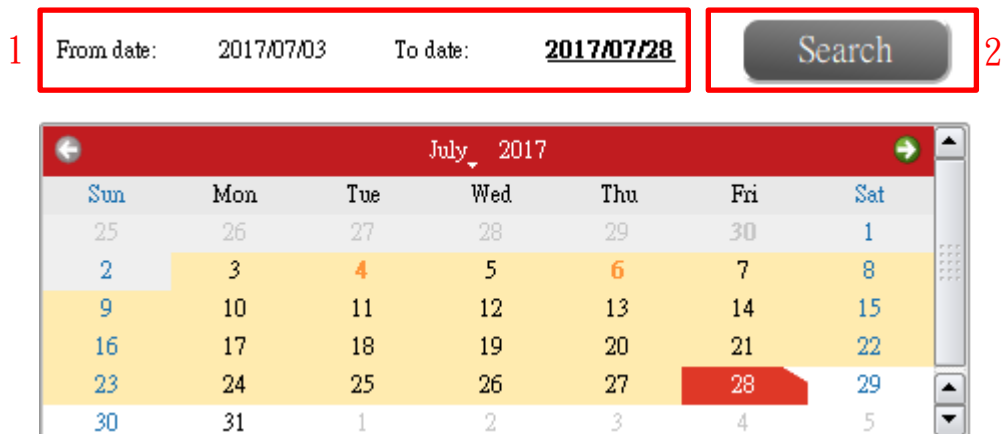 1 From date: 2017/07/03 To date: 2017/07/28 Search 2
July 2017
Sun Mon Tue Wed Thu Fri Sat
25 26 27 28 29 30 1
2 3 4 5 6 7 8
9 10 11 12 13 14 15
16 17 18 19 20 21 22
23 24 25 26 27 28 29
30 31 1 2 3 4 5